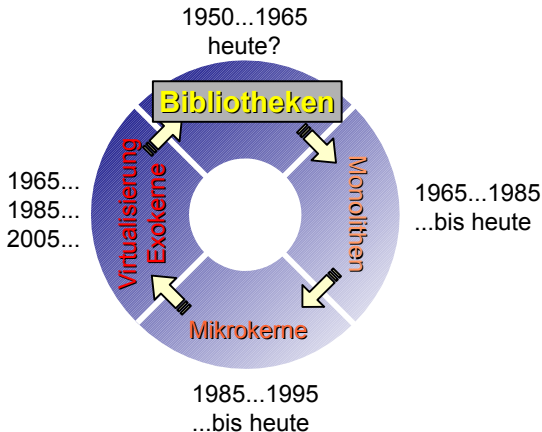 1950...1965
heute?
Bibliotheken
Monolithen
1965...1985
...bis heute
Mikrokerne
1985...1995
...bis heute
Virtualisierung
Exokerne
1965...
1985...
2005...